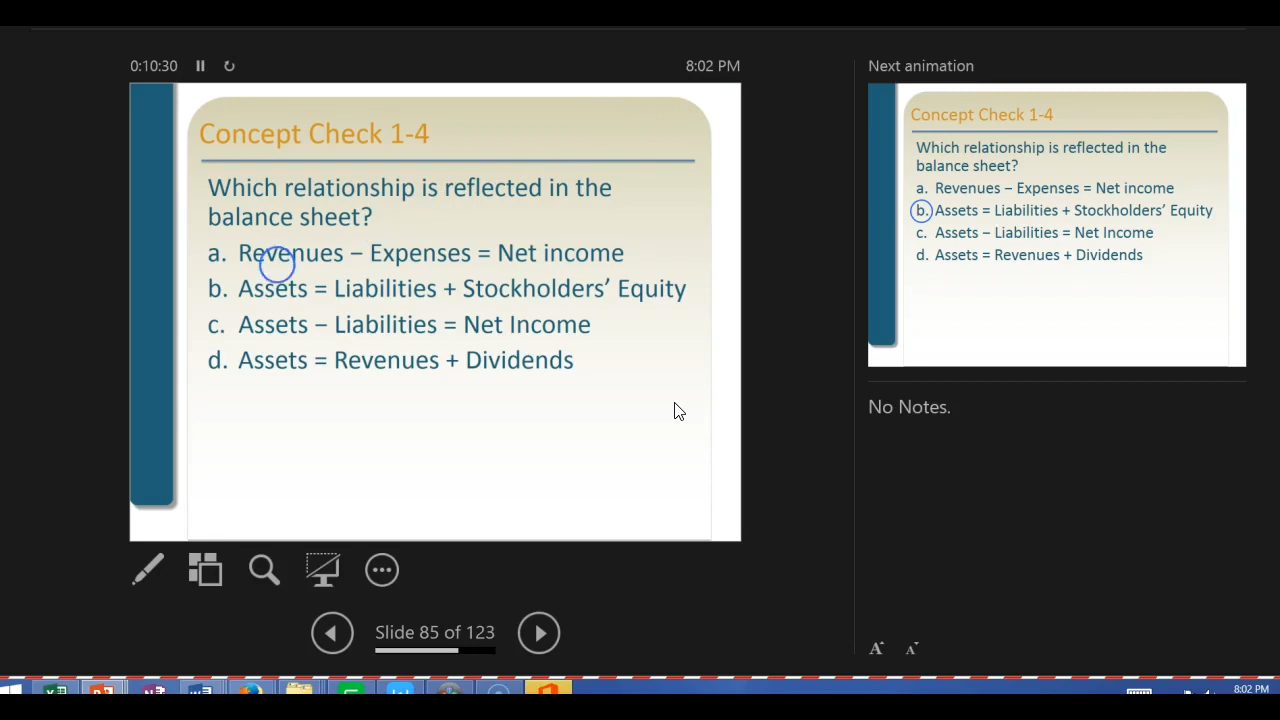 0:10:30
8:02 PM
Concept Check 1-4
Which relationship is reflected in the
balance sheet?
a. Revenues – Expenses = Net income
b. Assets = Liabilities + Stockholders’ Equity
c. Assets – Liabilities = Net Income
d. Assets = Revenues + Dividends
Slide 85 of 123
Next animation
Concept Check 1-4
Which relationship is reflected in the
balance sheet?
a. Revenues – Expenses = Net income
b. Assets = Liabilities + Stockholders’ Equity
c. Assets – Liabilities = Net Income
d. Assets = Revenues + Dividends
No Notes.
A A
8:02 PM